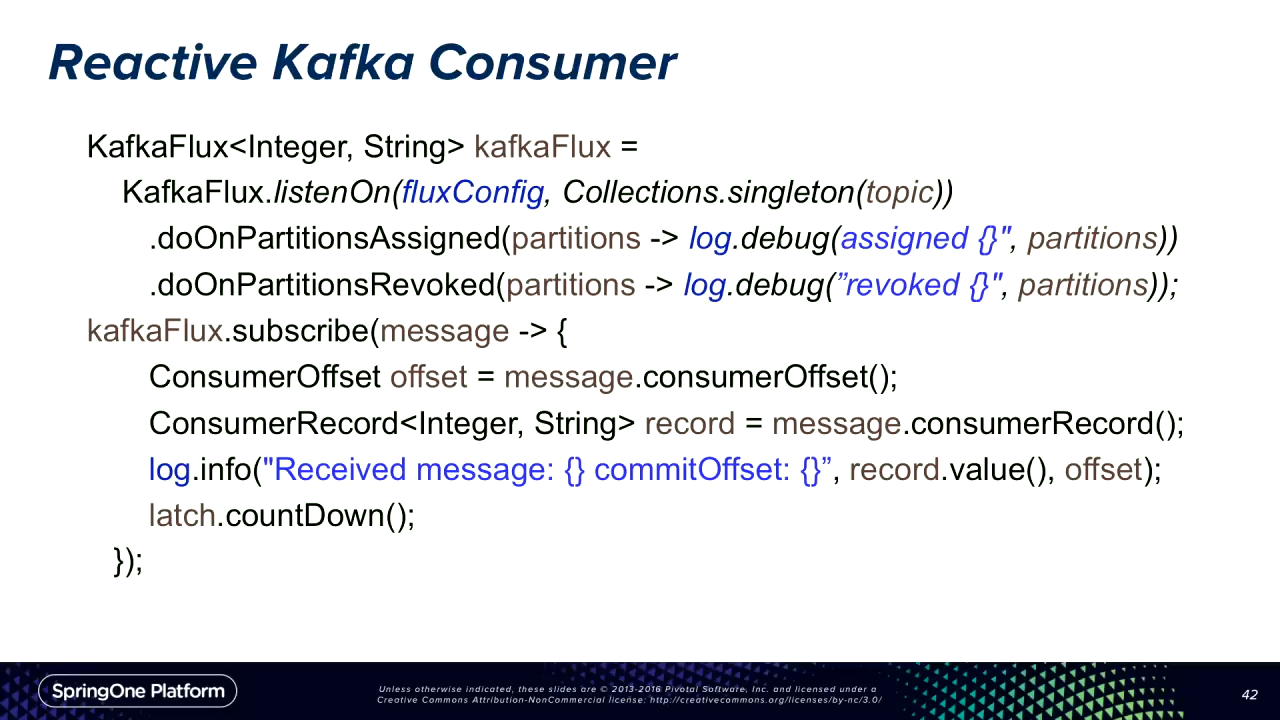 Reactive Kafka Consumer
KafkaFlux<Integer, String> kafkaFlux =
KafkaFlux.listenOn(fluxConfig, Collections.singleton(topic))
.doOnPartitionsAssigned(partitions -> log.debug(assigned {}", partitions))
.doOnPartitionsRevoked(partitions -> log.debug(”revoked {}", partitions));
kafkaFlux.subscribe(message -> {
ConsumerOffset offset = message.consumerOffset();
ConsumerRecord<Integer, String> record = message.consumerRecord();
log.info("Received message: {} commitOffset: {}”, record.value(), offset);
latch.countDown();
});
SpringOne Platform
Unless otherwise indicated, these slides are © 2013-2016 Pivotal Software, Inc. and licensed under a
Creative Commons Attribution-NonCommercial license: http://creativecommons.org/licenses/by-nc/3.0/
42